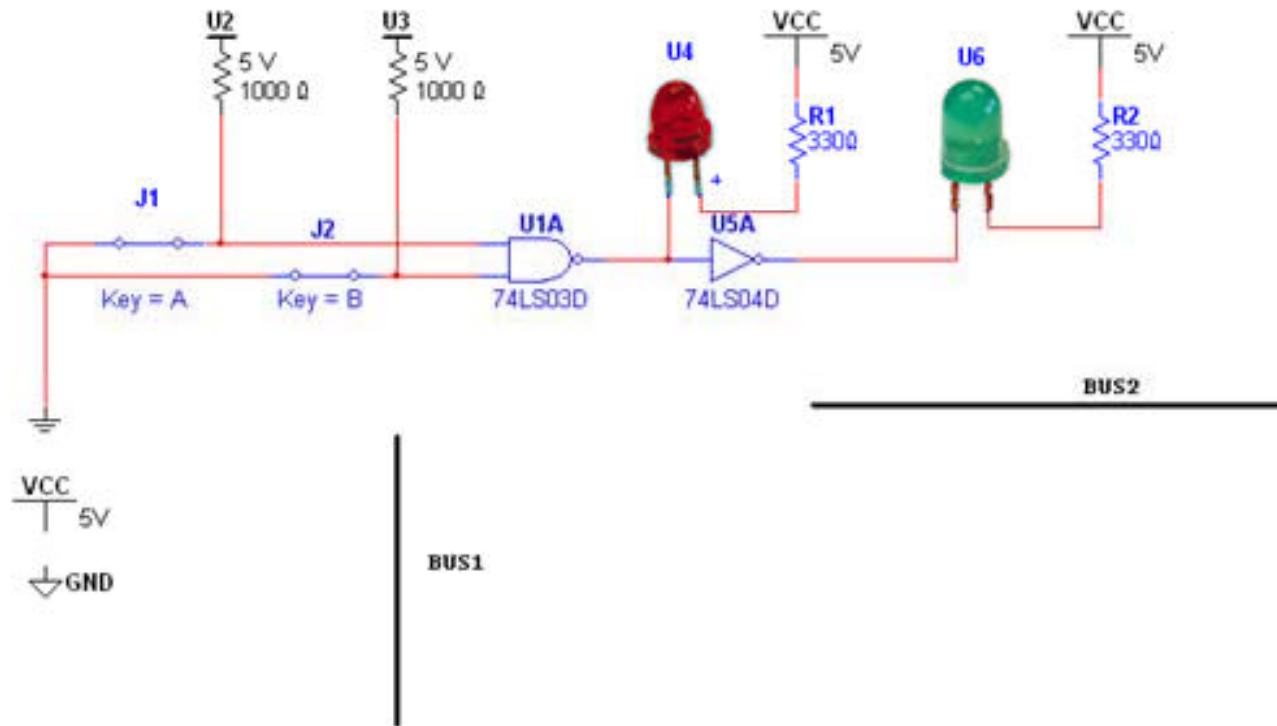 U2
5 V
1000 Ω
U3
5 V
1000 Ω
U4
VCC
5V
R1
330Ω
U6
VCC
5V
R2
330Ω
+
J1
Key = A
J2
Key = B
U1A
74LS03D
U5A
74LS04D
BUS2
VCC
5V
GND
BUS1